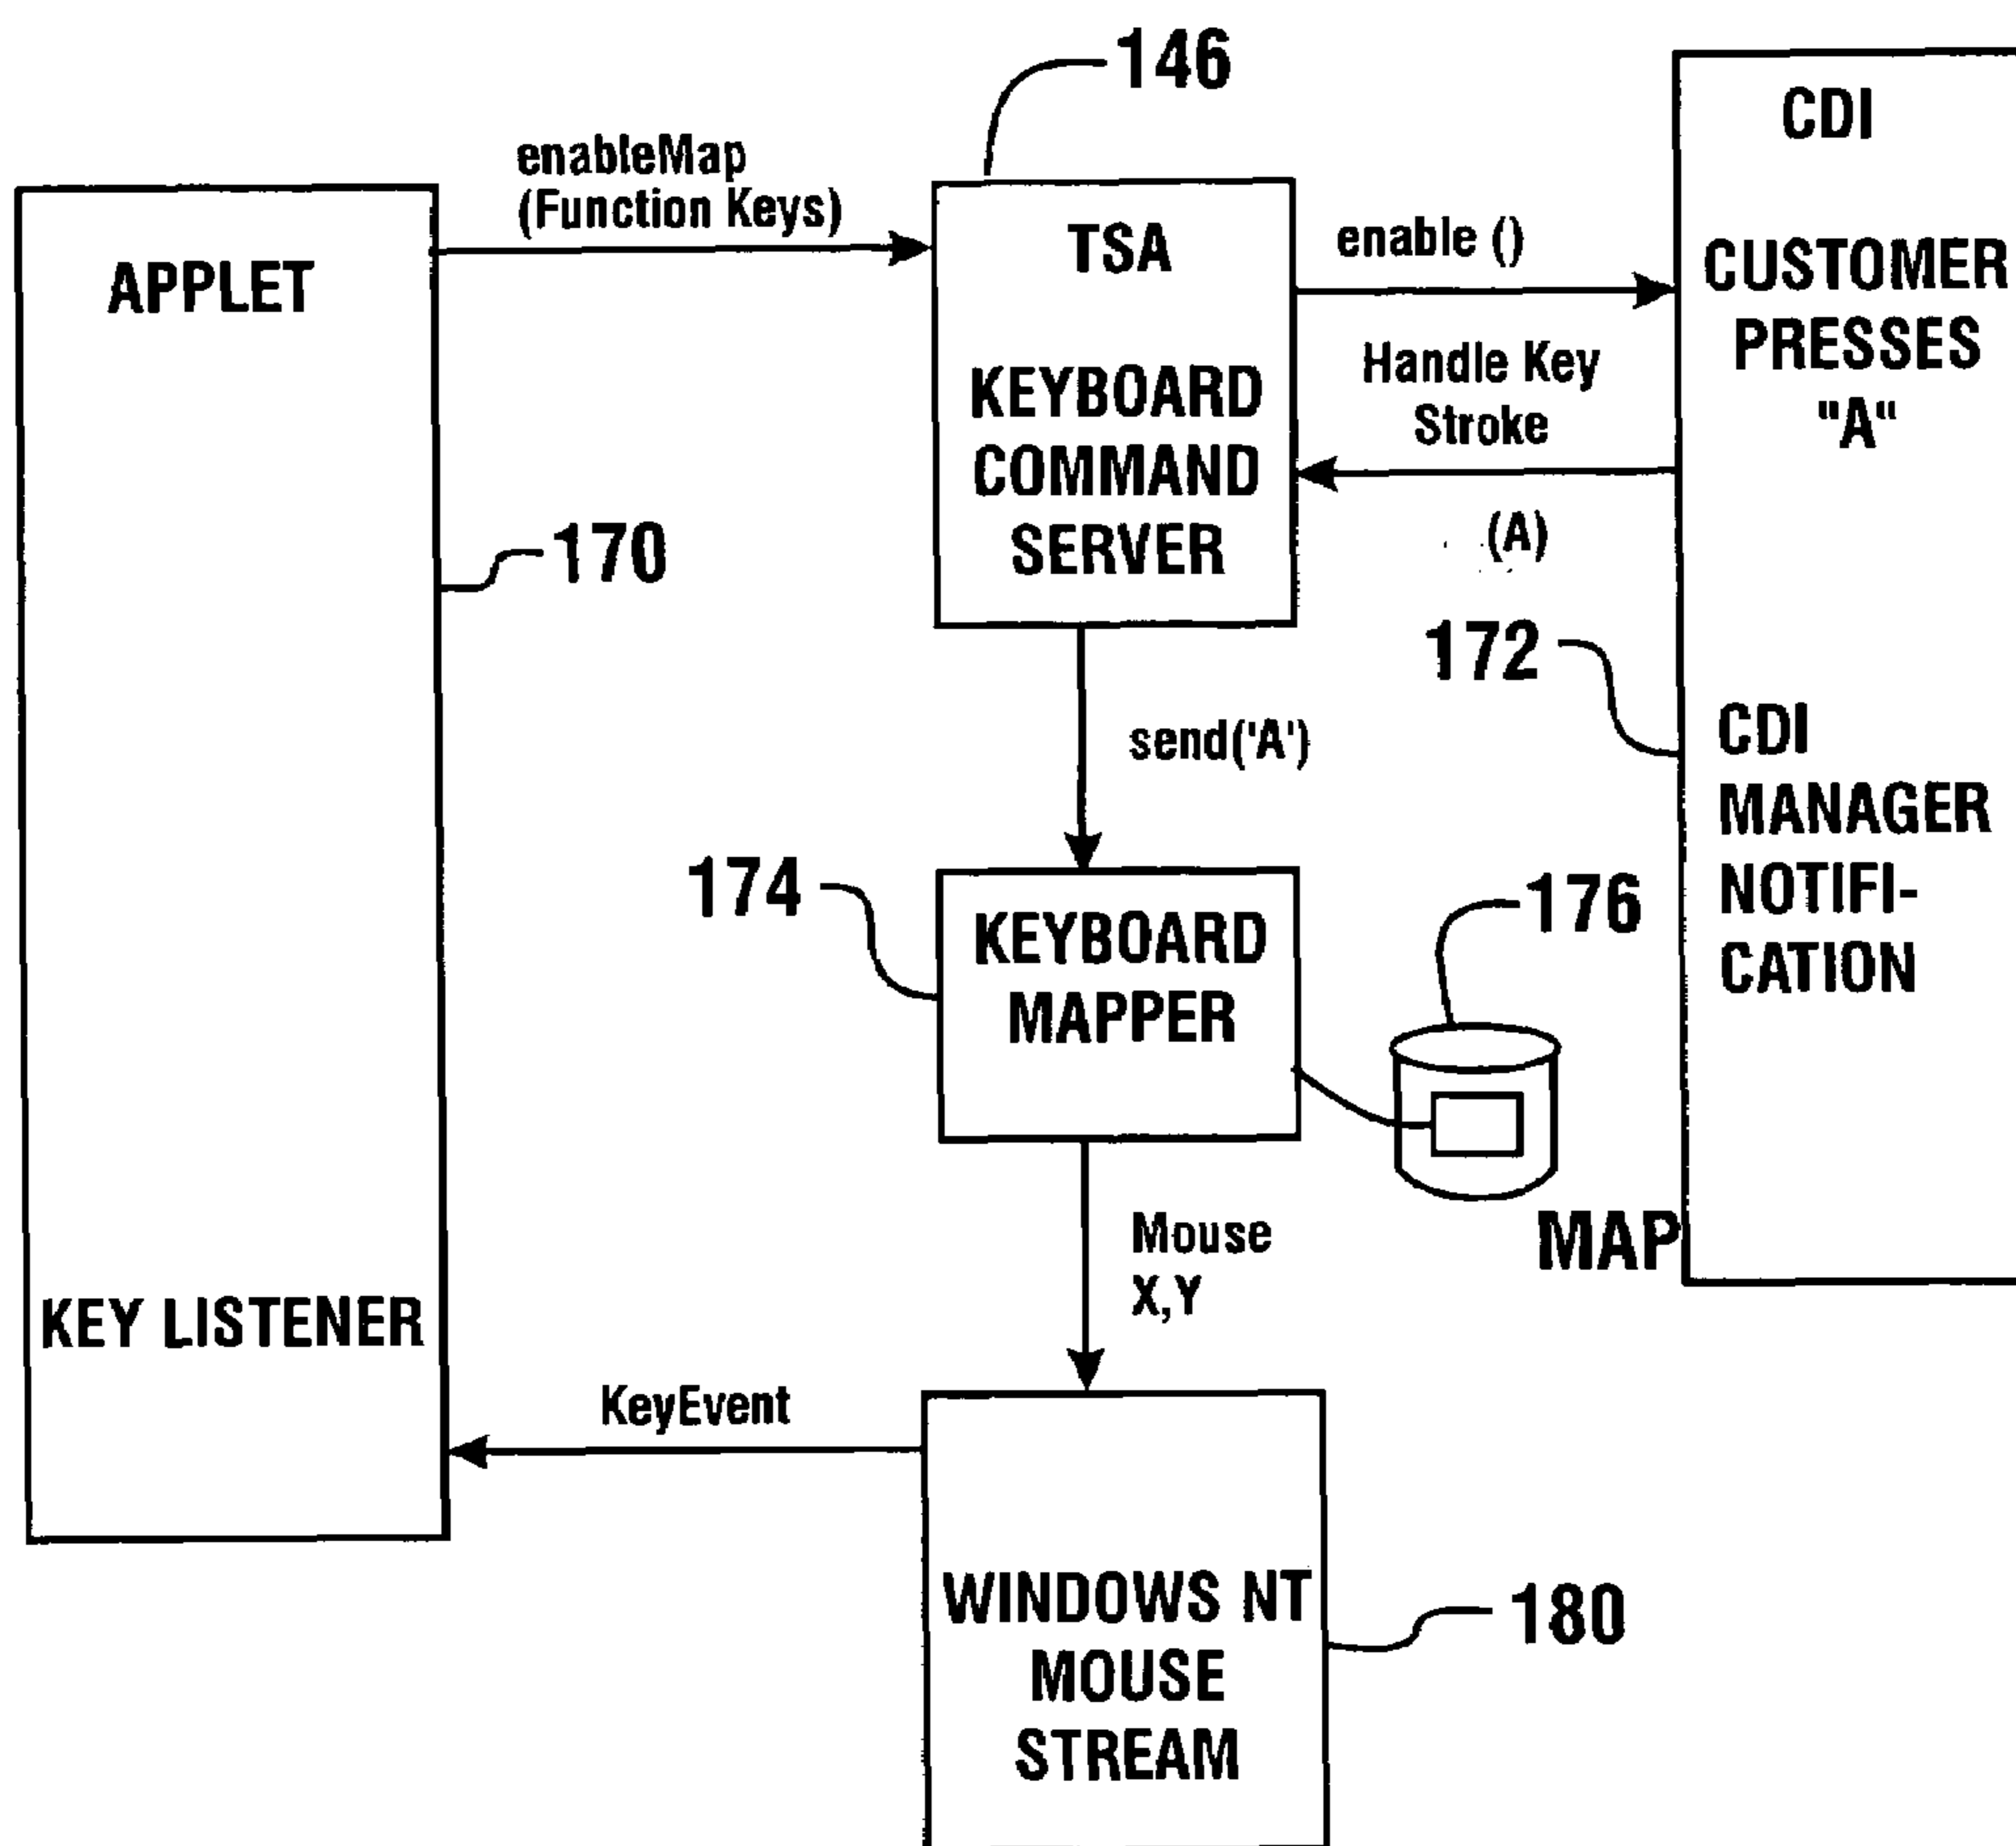 146
enableMap
(Function Keys)
APPLET
170
KEY LISTENER
TSA
KEYBOARD
COMMAND
SERVER
enable ()
Handle Key
Stroke
(A)
CDI
CUSTOMER
PRESSES
"A"
172
CDI
MANAGER
NOTIFI-
CATION
send('A')
174
KEYBOARD
MAPPER
176
MAP
Mouse
X,Y
KeyEvent
WINDOWS NT
MOUSE
STREAM
180